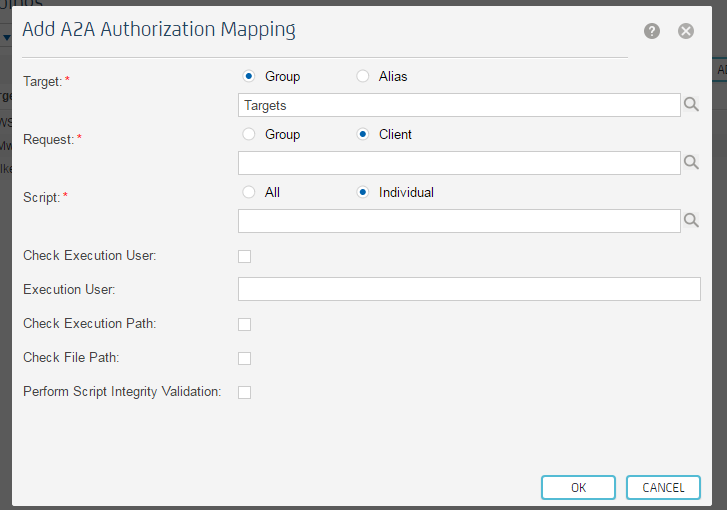 Add A2A Authorization Mapping
?
Target: *
Group
Alias
Targets
Request: *
Group
Client
Script: *
All
Individual
Check Execution User:
Execution User:
Check Execution Path:
Check File Path:
Perform Script Integrity Validation:
OK
CANCEL